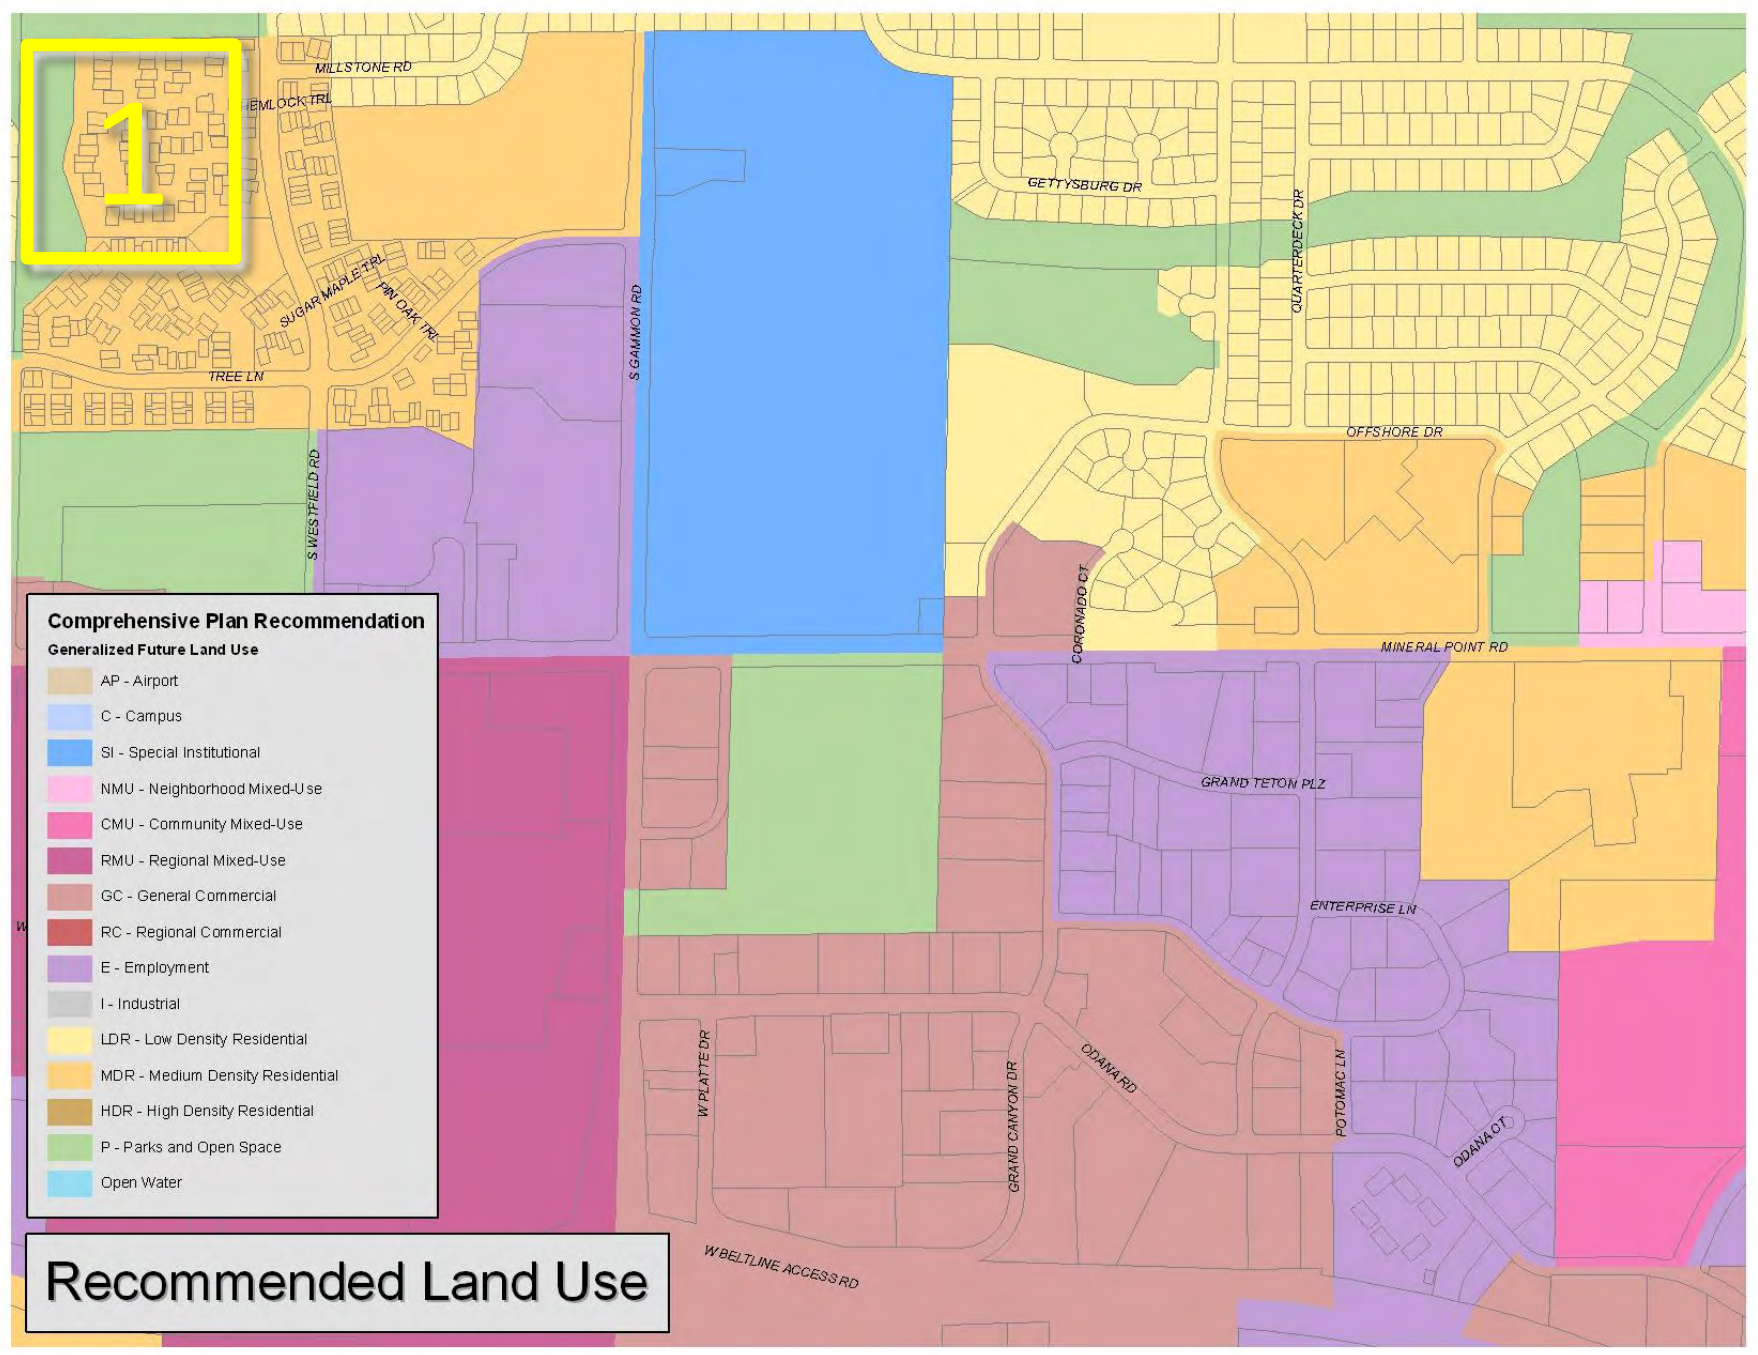 1
MILLSTONE RD
HEMLOCK TRL
GETTYSBURG DR
QUARTERDECK DR
SUGAR MAPLE TRL
PIN OAK TRL
S GAMMON RD
TREE LN
OFFSHORE DR
S WESTFIELD RD
CORONADO CT
MINERAL POINT RD
Comprehensive Plan Recommendation
Generalized Future Land Use
AP - Airport
C - Campus
SI - Special Institutional
NMU - Neighborhood Mixed-Use
CMU - Community Mixed-Use
RMU - Regional Mixed-Use
GC - General Commercial
RC - Regional Commercial
E - Employment
I - Industrial
LDR - Low Density Residential
MDR - Medium Density Residential
HDR - High Density Residential
P - Parks and Open Space
Open Water
GRAND TETON PLZ
ENTERPRISE LN
W PLATTE DR
GRAND CANYON DR
ODANA RD
POTOMAC LN
ODANA CT
W BELTLINE ACCESS RD
Recommended Land Use